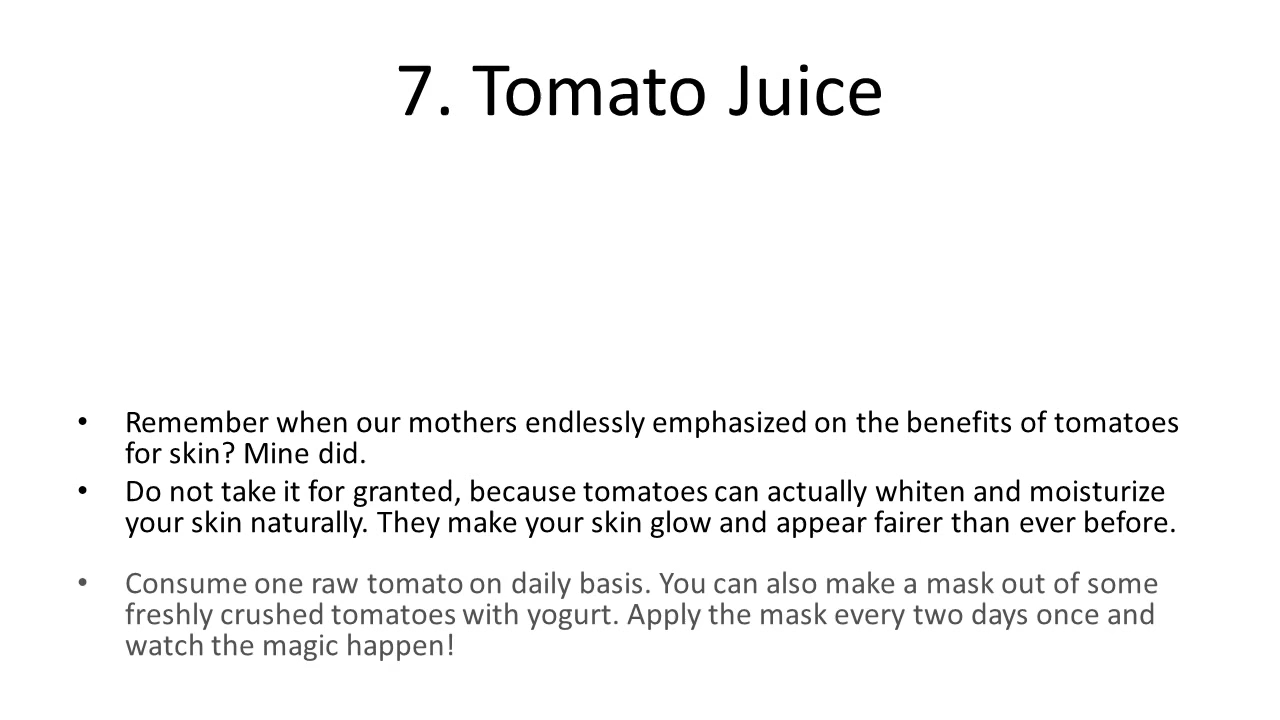 7. Tomato Juice
• Remember when our mothers endlessly emphasized on the benefits of tomatoes
for skin? Mine did.
• Do not take it for granted, because tomatoes can actually whiten and moisturize
your skin naturally. They make your skin glow and appear fairer than ever before.
• Consume one raw tomato on daily basis. You can also make a mask out of some
freshly crushed tomatoes with yogurt. Apply the mask every two days once and
watch the magic happen!